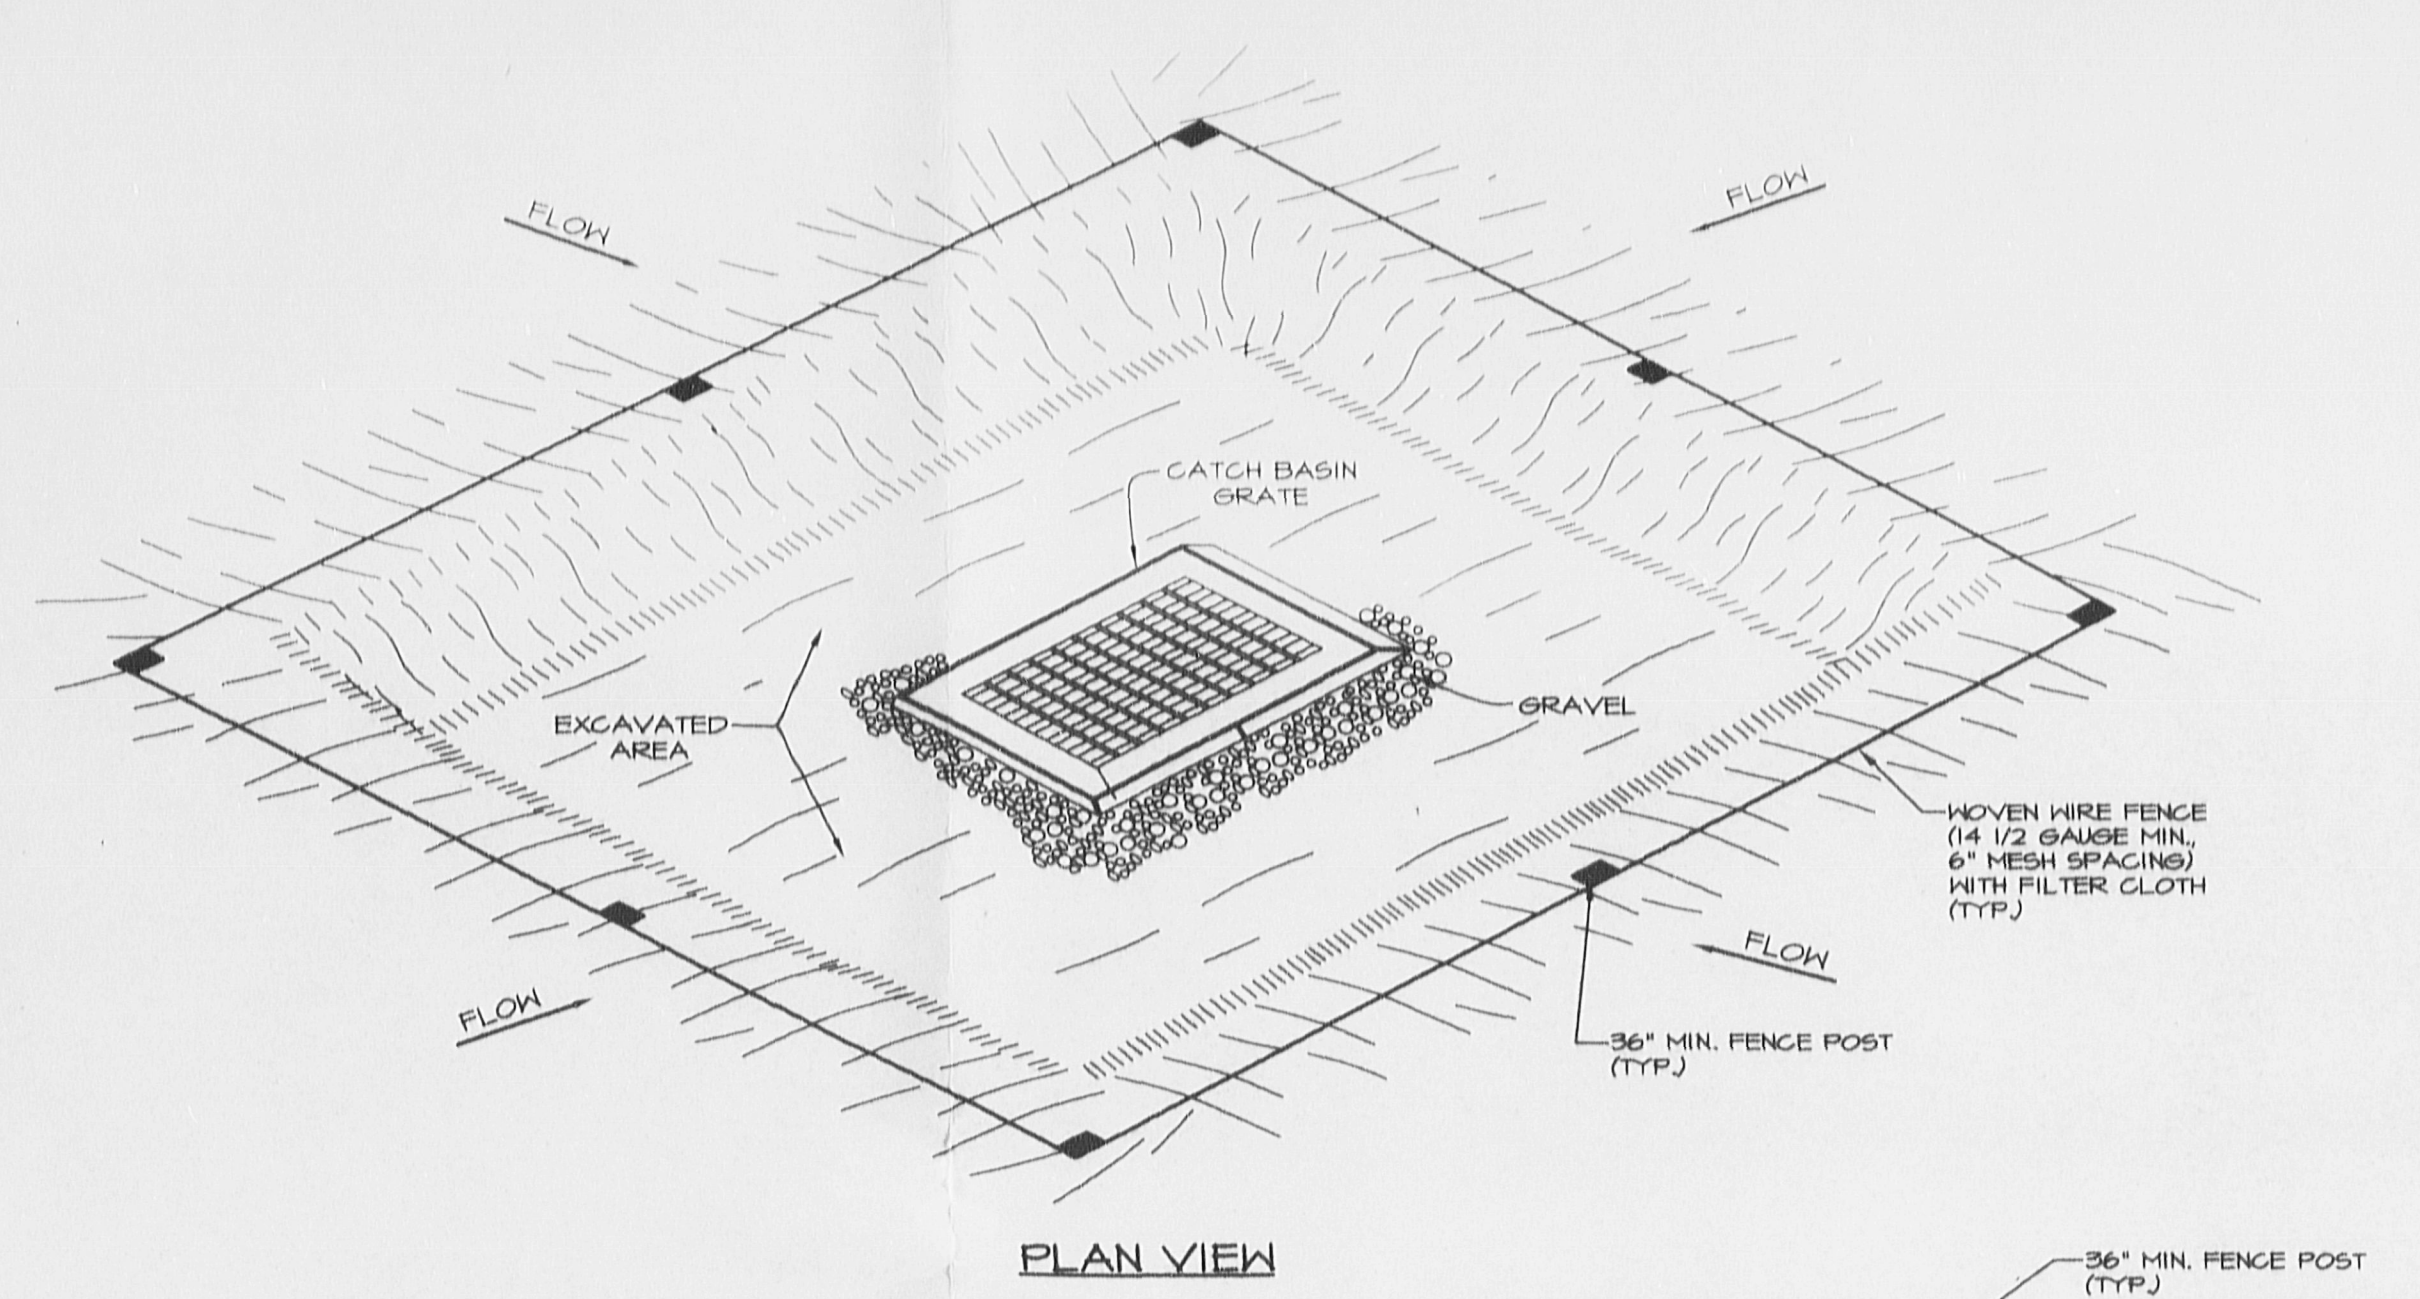 FLOW
FLOW
CATCH BASIN
GRATE
EXCAVATED
AREA
GRAVEL
WOVEN WIRE FENCE
(14 1/2 GAUGE MIN.,
6" MESH SPACING)
WITH FILTER CLOTH
(TYP.)
FLOW
FLOW
36" MIN. FENCE POST
(TYP.)
PLAN VIEW
36" MIN. FENCE POST
(TYP.)